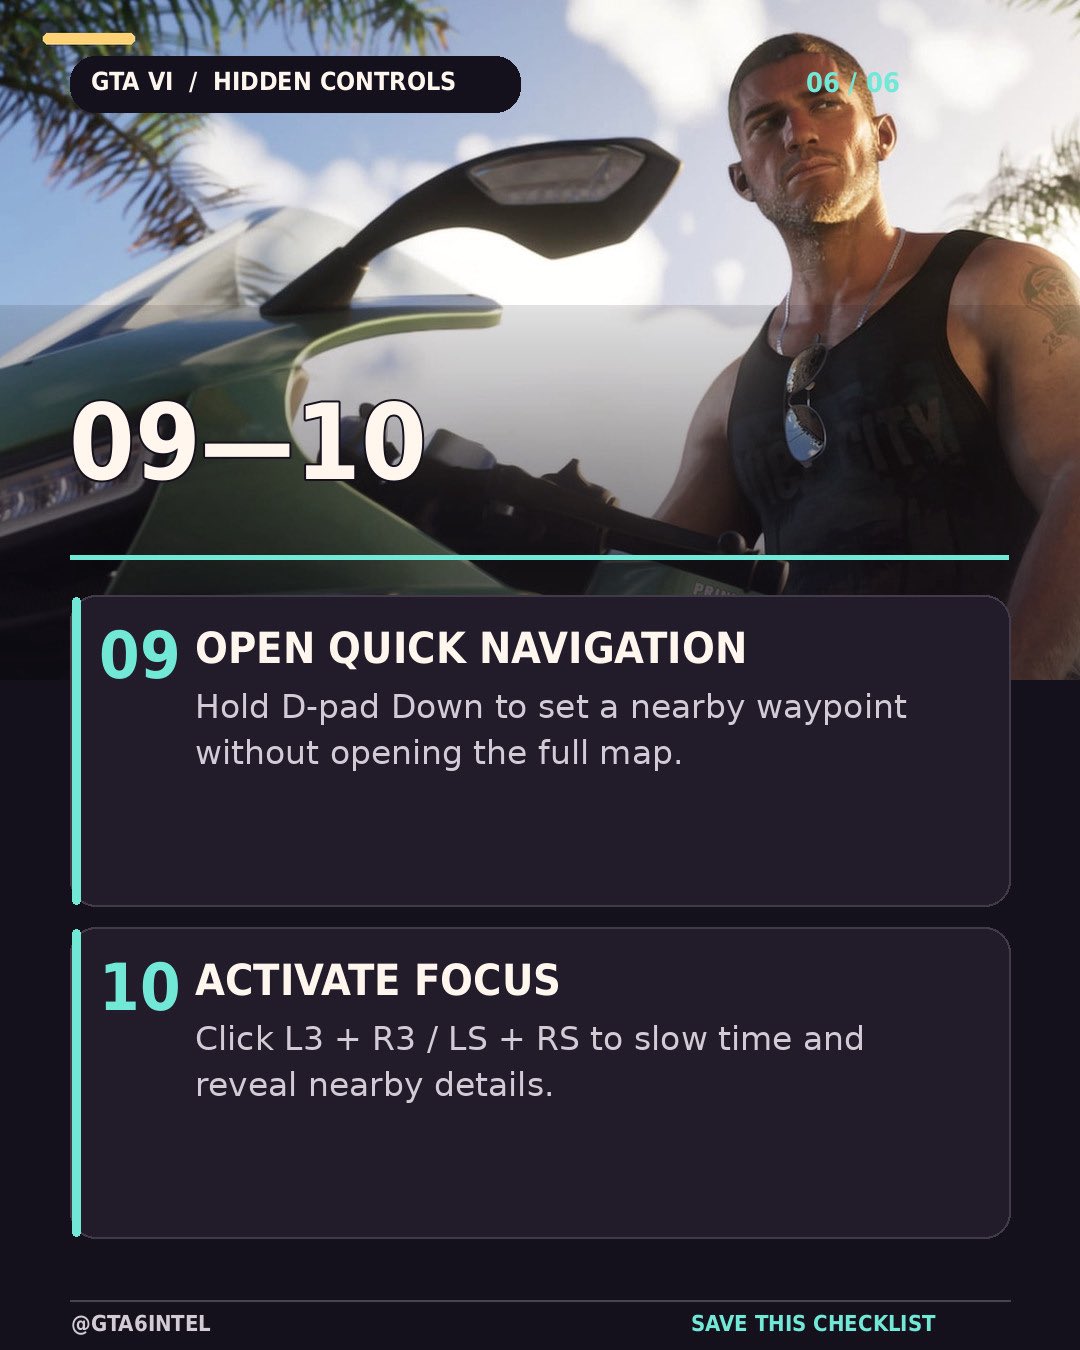 GTA VI / HIDDEN CONTROLS
06 / 06
09—10
09 OPEN QUICK NAVIGATION
Hold D-pad Down to set a nearby waypoint
without opening the full map.
10 ACTIVATE FOCUS
Click L3 + R3 / LS + RS to slow time and
reveal nearby details.
@GTA6INTEL
SAVE THIS CHECKLIST